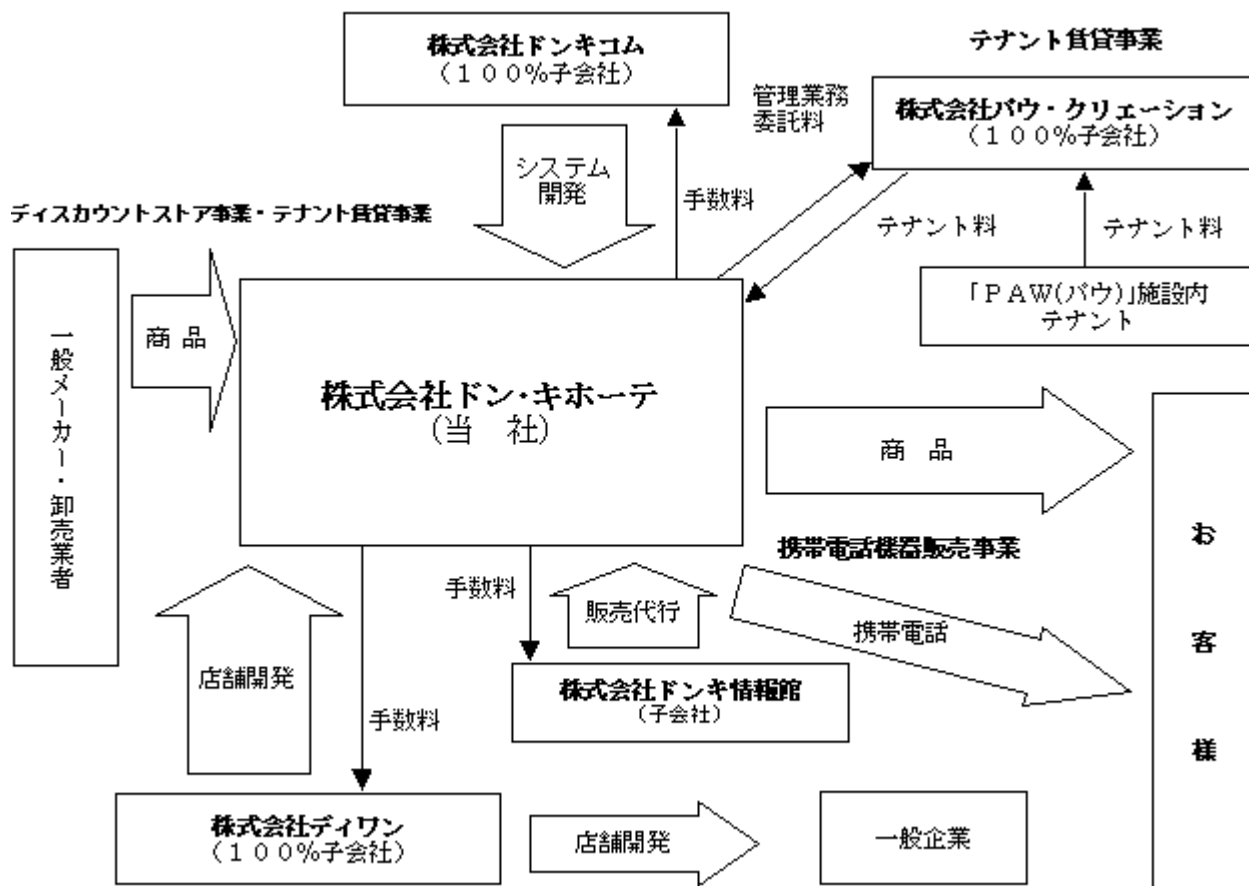 株式会社ドンキコム
(１００％子会社)
テナント賃貸事業
管理業務
委託料
株式会社パウ・クリェーション
(１００％子会社)
システム
開発
手数料
ディスカウントストア事業・テナント賃貸事業
テナント料
テナント料
「ＰＡＷ(パウ)」施設内
テナント
一般メーカー・卸売業者
商 品
株式会社ドン・キホーテ
(当　社)
商　品
お客様
携帯電話機器販売事業
手数料
販売代行
携帯電話
店舗開発
株式会社ドンキ情報館
(子会社)
手数料
株式会社ディワン
(１００％子会社)
店舗開発
一般企業